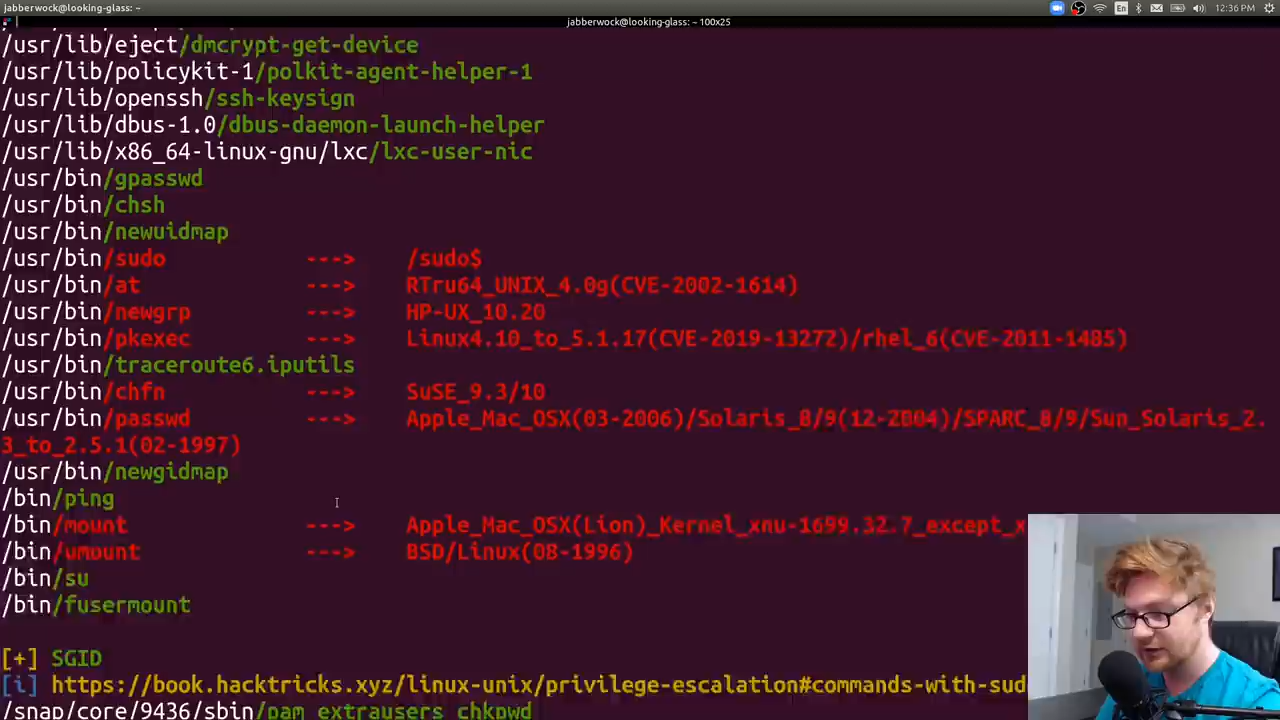 jabberwock@looking-glass: ~
En
12:36 PM
jabberwock@looking-glass: ~ 100x25
/usr/lib/eject/dmcrypt-get-device
/usr/lib/policykit-1/polkit-agent-helper-1
/usr/lib/openssh/ssh-keysign
/usr/lib/dbus-1.0/dbus-daemon-launch-helper
/usr/lib/x86_64-linux-gnu/lxc/lxc-user-nic
/usr/bin/gpasswd
/usr/bin/chsh
/usr/bin/newuidmap
/usr/bin/sudo ---> /sudo$
/usr/bin/at ---> RTru64_UNIX_4.0g(CVE-2002-1614)
/usr/bin/newgrp ---> HP-UX_10.20
/usr/bin/pkexec ---> Linux4.10_to_5.1.17(CVE-2019-13272)/rhel_6(CVE-2011-1485)
/usr/bin/traceroute6.iputils
/usr/bin/chfn ---> SuSE_9.3/10
/usr/bin/passwd ---> Apple_Mac_OSX(03-2006)/Solaris_8/9(12-2004)/SPARC_8/9/Sun_Solaris_2.
3_to_2.5.1(02-1997)
/usr/bin/newgidmap
/bin/ping
/bin/mount ---> Apple_Mac_OSX(Lion)_Kernel_xnu-1699.32.7_except_x
/bin/umount ---> BSD/Linux(08-1996)
/bin/su
/bin/fusermount
[+] SGID
[i] https://book.hacktricks.xyz/linux-unix/privilege-escalation#commands-with-sud
/snap/core/9436/sbin/pam_extrausers_chkpwd